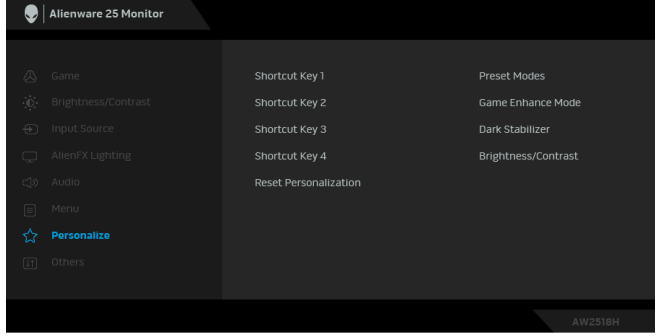 Alienware 25 Monitor
Game
Brightness/Contrast
Input Source
AlienFX Lighting
Audio
Menu
Personalize
Others
Shortcut Key 1 Preset Modes
Shortcut Key 2 Game Enhance Mode
Shortcut Key 3 Dark Stabilizer
Shortcut Key 4 Brightness/Contrast
Reset Personalization
AW2518H